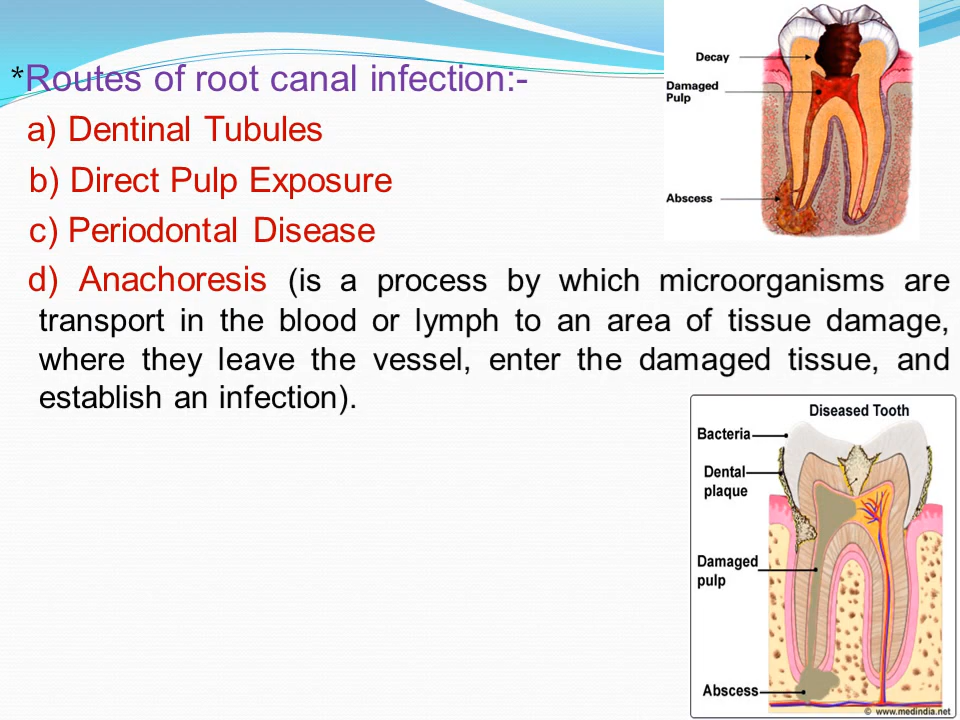 *Routes of root canal infection:-
a) Dentinal Tubules
b) Direct Pulp Exposure
c) Periodontal Disease
d) Anachoresis (is a process by which microorganisms are
transport in the blood or lymph to an area of tissue damage,
where they leave the vessel, enter the damaged tissue, and
establish an infection).
Decay
Damaged
Pulp
Abscess
Diseased Tooth
Bacteria
Dental
plaque
Damaged
pulp
Abscess
© www.medindia.net